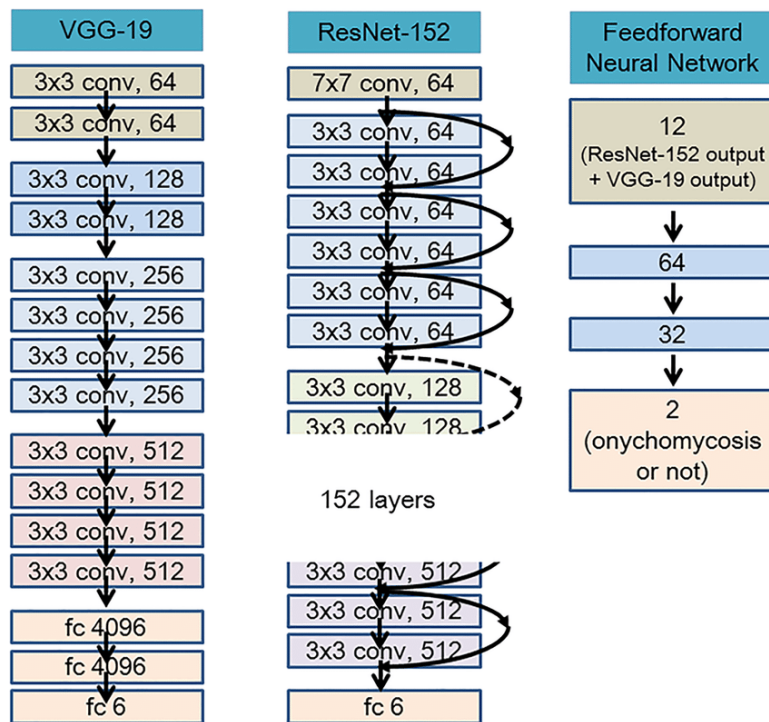 VGG-19
3x3 conv, 64
3x3 conv, 64
3x3 conv, 128
3x3 conv, 128
3x3 conv, 256
3x3 conv, 256
3x3 conv, 256
3x3 conv, 256
3x3 conv, 512
3x3 conv, 512
3x3 conv, 512
3x3 conv, 512
fc 4096
fc 4096
fc 6
ResNet-152
7x7 conv, 64
3x3 conv, 64
3x3 conv, 64
3x3 conv, 64
3x3 conv, 64
3x3 conv, 64
3x3 conv, 64
3x3 conv, 128
3x3 conv, 128
152 layers
3x3 conv, 512
3x3 conv, 512
3x3 conv, 512
fc 6
Feedforward
Neural Network
12
(ResNet-152 output
+ VGG-19 output)
64
32
2
(onychomycosis
or not)